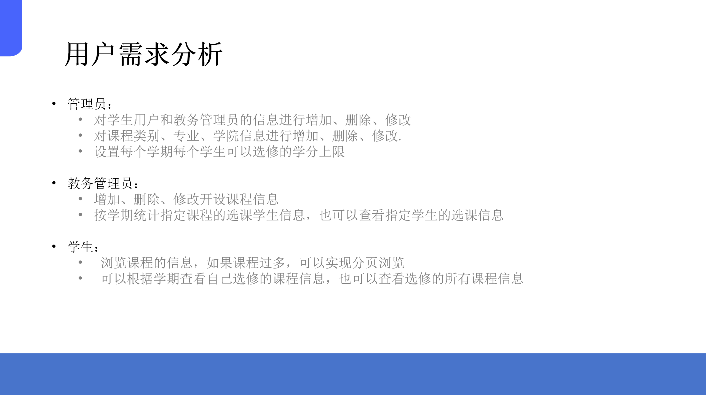 用户需求分析
• 管理员：
• 对学生用户和教务管理员的信息进行增加、删除、修改
• 对课程类别、专业、学院信息进行增加、删除、修改.
• 设置每个学期每个学生可以选修的学分上限
• 教务管理员：
• 增加、删除、修改开设课程信息
• 按学期统计指定课程的选课学生信息，也可以查看指定学生的选课信息
• 学生：
• 浏览课程的信息，如果课程过多，可以实现分页浏览
• 可以根据学期查看自己选修的课程信息，也可以查看选修的所有课程信息